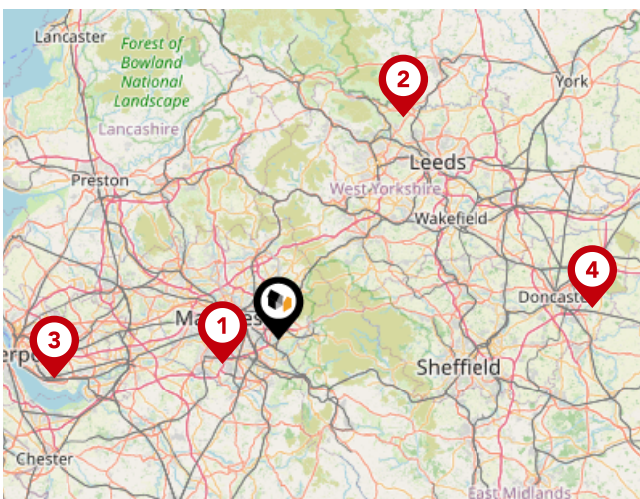 Lancaster
Forest of
Bowland
National
Landscape
York
2
Lancashire
Leeds
Preston
West Yorkshire
Wakefield
4
Doncaste
1
3
Sheffield
Chester
East Midlands